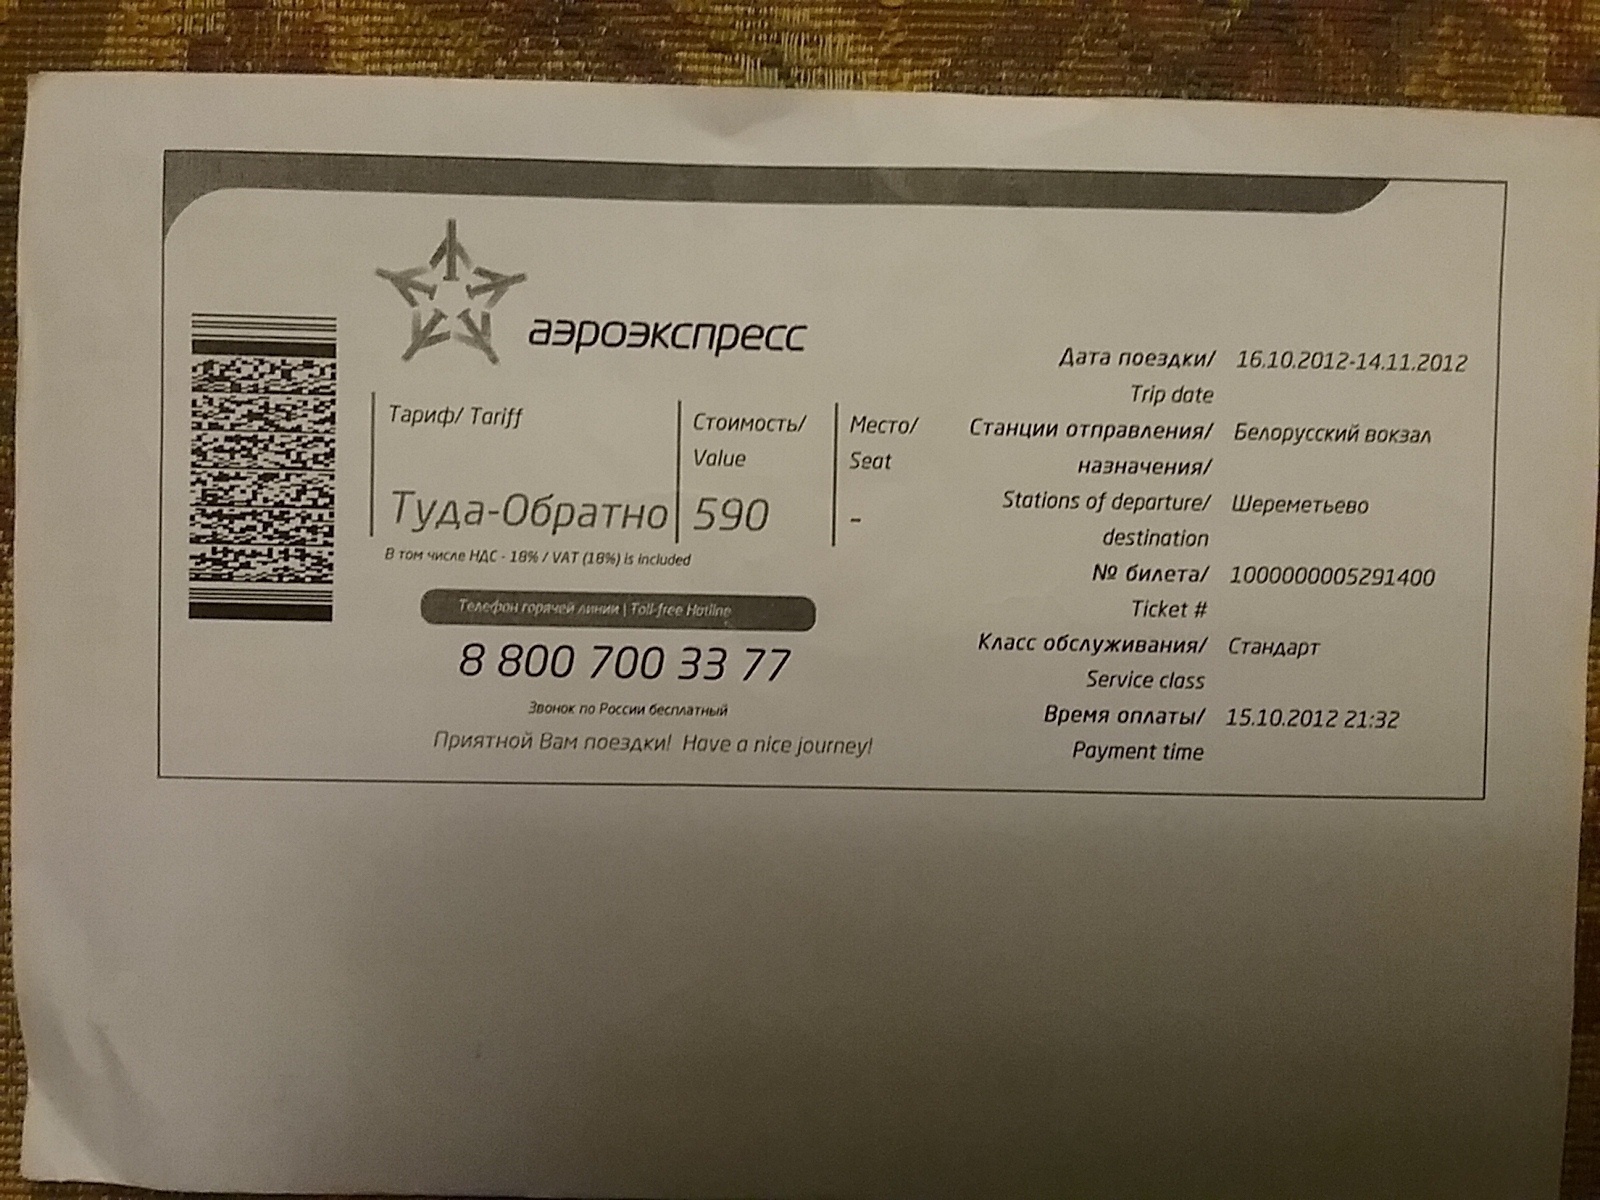 аэроэкспресс
Тариф/ Tariff
Туда-Обратно
Стоимость/
Value
590
Место/
Seat
-
В том числе НДС - 18% / VAT (18%) is included
Телефон горячей линии | Toll-free Hotline
8 800 700 33 77
Звонок по России бесплатный
Приятной Вам поездки! Have a nice journey!
Дата поездки/ 16.10.2012-14.11.2012
Trip date
Станции отправления/ Белорусский вокзал
назначения/
Stations of departure/ Шереметьево
destination
№ билета/ 1000000005291400
Ticket #
Класс обслуживания/ Стандарт
Service class
Время оплаты/ 15.10.2012 21:32
Payment time